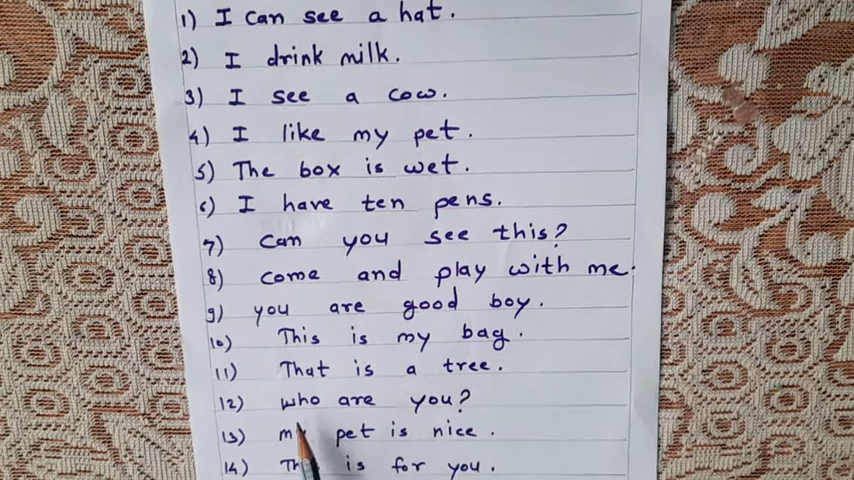 1) I can see a hat.
2) I drink milk.
3) I see a cow.
4) I like my pet.
5) The box is wet.
6) I have ten pens.
7) Can you see this?
8) come and play with me.
9) you are good boy.
10) This is my bag.
11) That is a tree.
12) who are you?
13) pet is nice.
14) is for you.